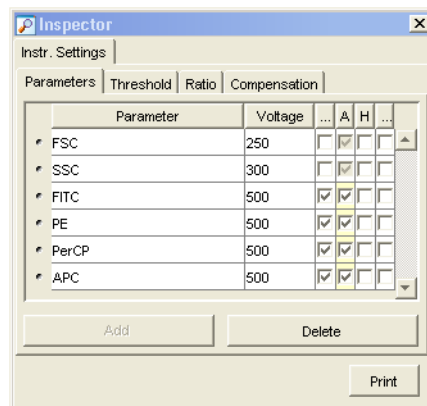 Inspector
Instr. Settings
Parameters Threshold Ratio Compensation
Parameter Voltage ... A H ...
FSC 250
SSC 300
FITC 500
PE 500
PerCP 500
APC 500
Add Delete
Print